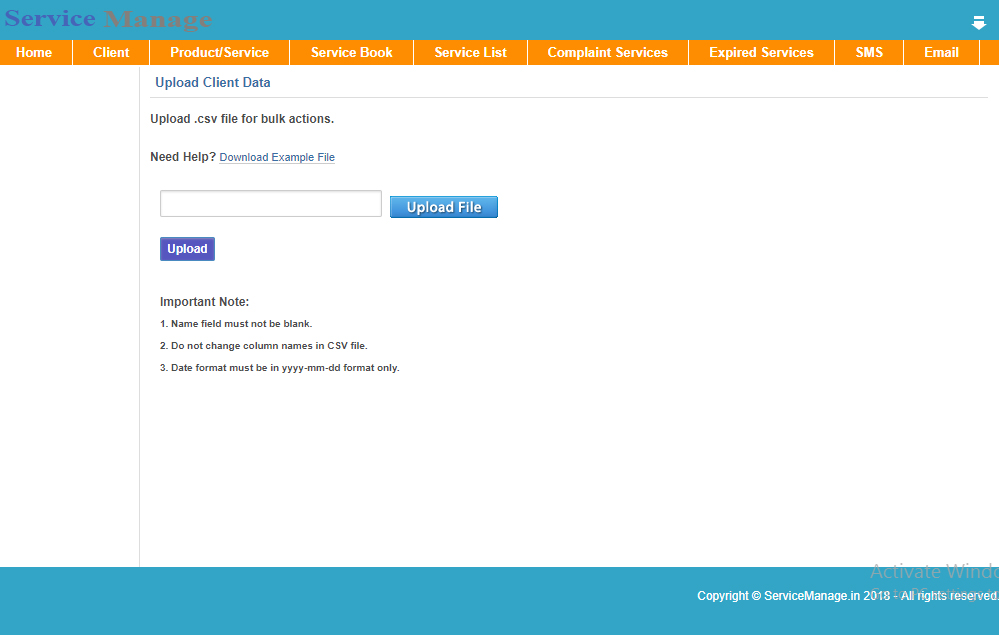 Service Manage
Home Client Product/Service Service Book Service List Complaint Services Expired Services SMS Email
Upload Client Data
Upload .csv file for bulk actions.
Need Help? Download Example File
Upload File
Upload
Important Note:
1. Name field must not be blank.
2. Do not change column names in CSV file.
3. Date format must be in yyyy-mm-dd format only.
Activate Windo
Copyright © ServiceManage.in 2018 - All rights reserved.